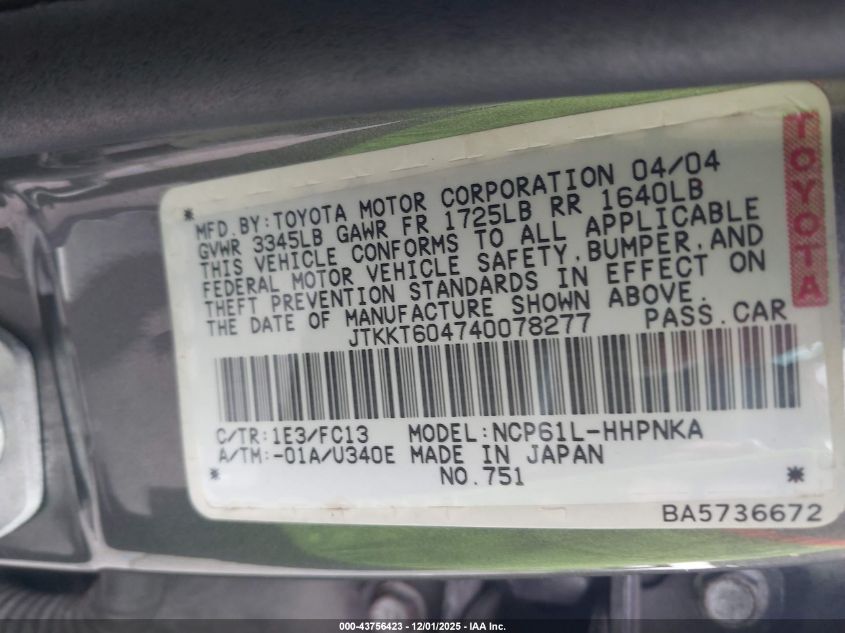 MFD.BY:TOYOTA MOTOR CORPORATION 04/04
GVWR 3345LB GAWR FR 1725LB RR 1640LB
THIS VEHICLE CONFORMS TO ALL APPLICABLE
FEDERAL MOTOR VEHICLE SAFETY,BUMPER,AND
THEFT PREVENTION STANDARDS IN EFFECT ON
THE DATE OF MANUFACTURE SHOWN ABOVE.
JTKKT604740078277 PASS.CAR
C/TR:1E3/FC13 MODEL:NCP61L-HHPNKA
A/TM:-01A/U340E MADE IN JAPAN
NO.751
BA5736672
TOYOTA
000-43756423 - 12/01/2025 - IAA Inc.